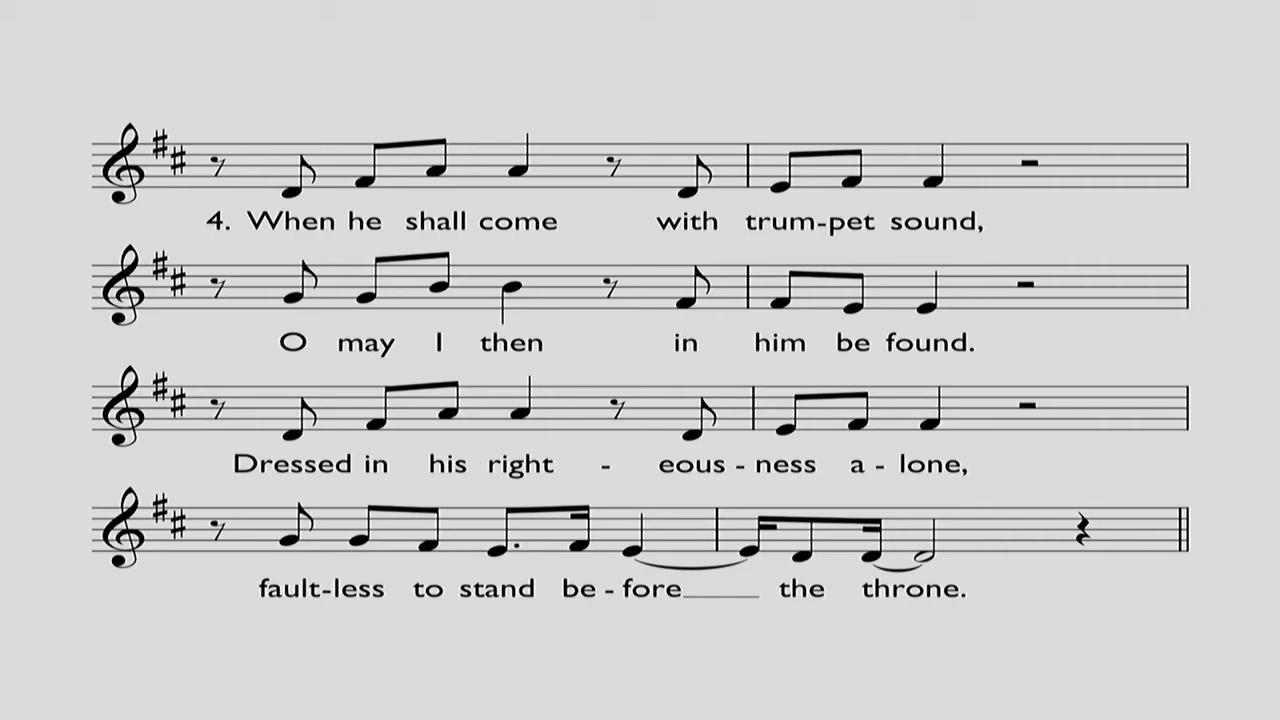 4. When he shall come with trum-pet sound,
O may I then in him be found.
Dressed in his right - eous - ness a - lone,
fault-less to stand be - fore___ the throne.